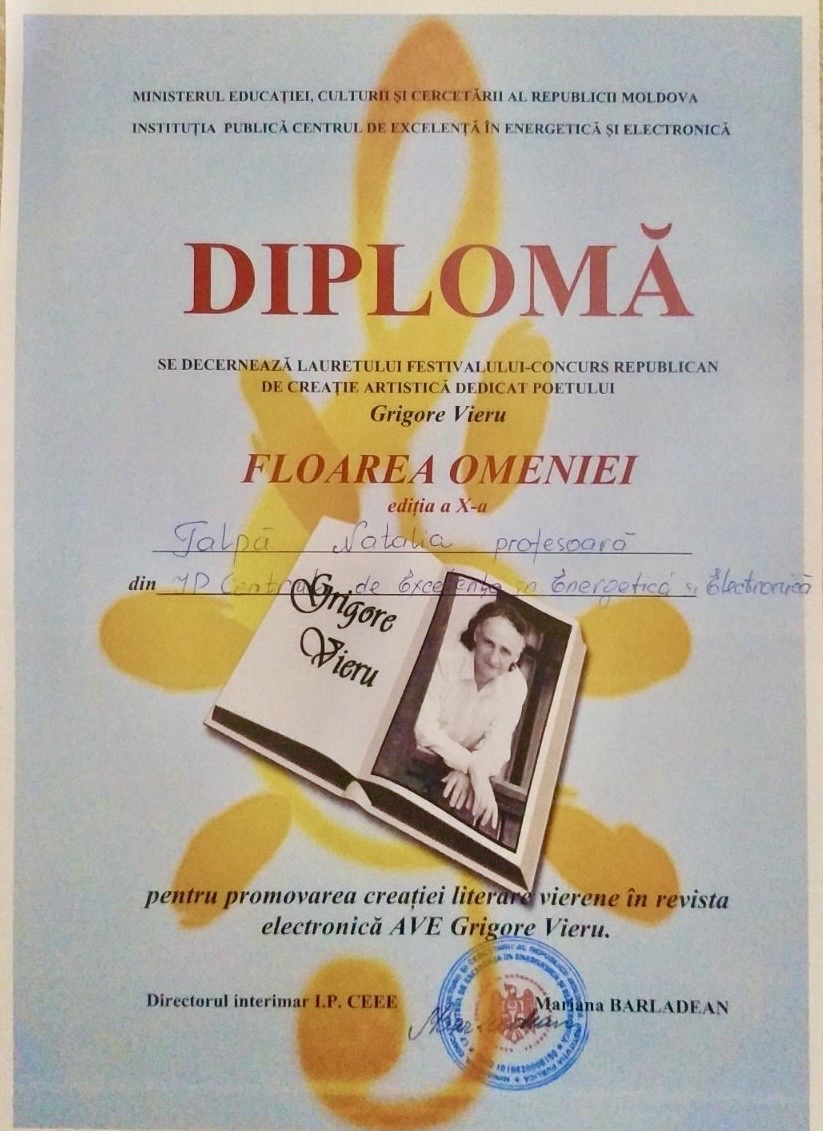 MINISTERUL EDUCAȚIEI, CULTURII ȘI CERCETĂRII AL REPUBLICII MOLDOVA
INSTITUȚIA PUBLICĂ CENTRUL DE EXCELENȚĂ ÎN ENERGETICĂ ȘI ELECTRONICĂ
DIPLOMĂ
SE DECERNEAZĂ LAURETULUI FESTIVALULUI-CONCURS REPUBLICAN
DE CREAȚIE ARTISTICĂ DEDICAT POETULUI
Grigore Vieru
FLOAREA OMENIEI
ediția a X-a
Talpă Natalia profesoară
din IP Centrul de Excelență în Energetică și Electronică
Grigore
Vieru
pentru promovarea creației literare vierene în revista
electronică AVE Grigore Vieru.
Directorul interimar I.P. CEEE Mariana BARLADEAN